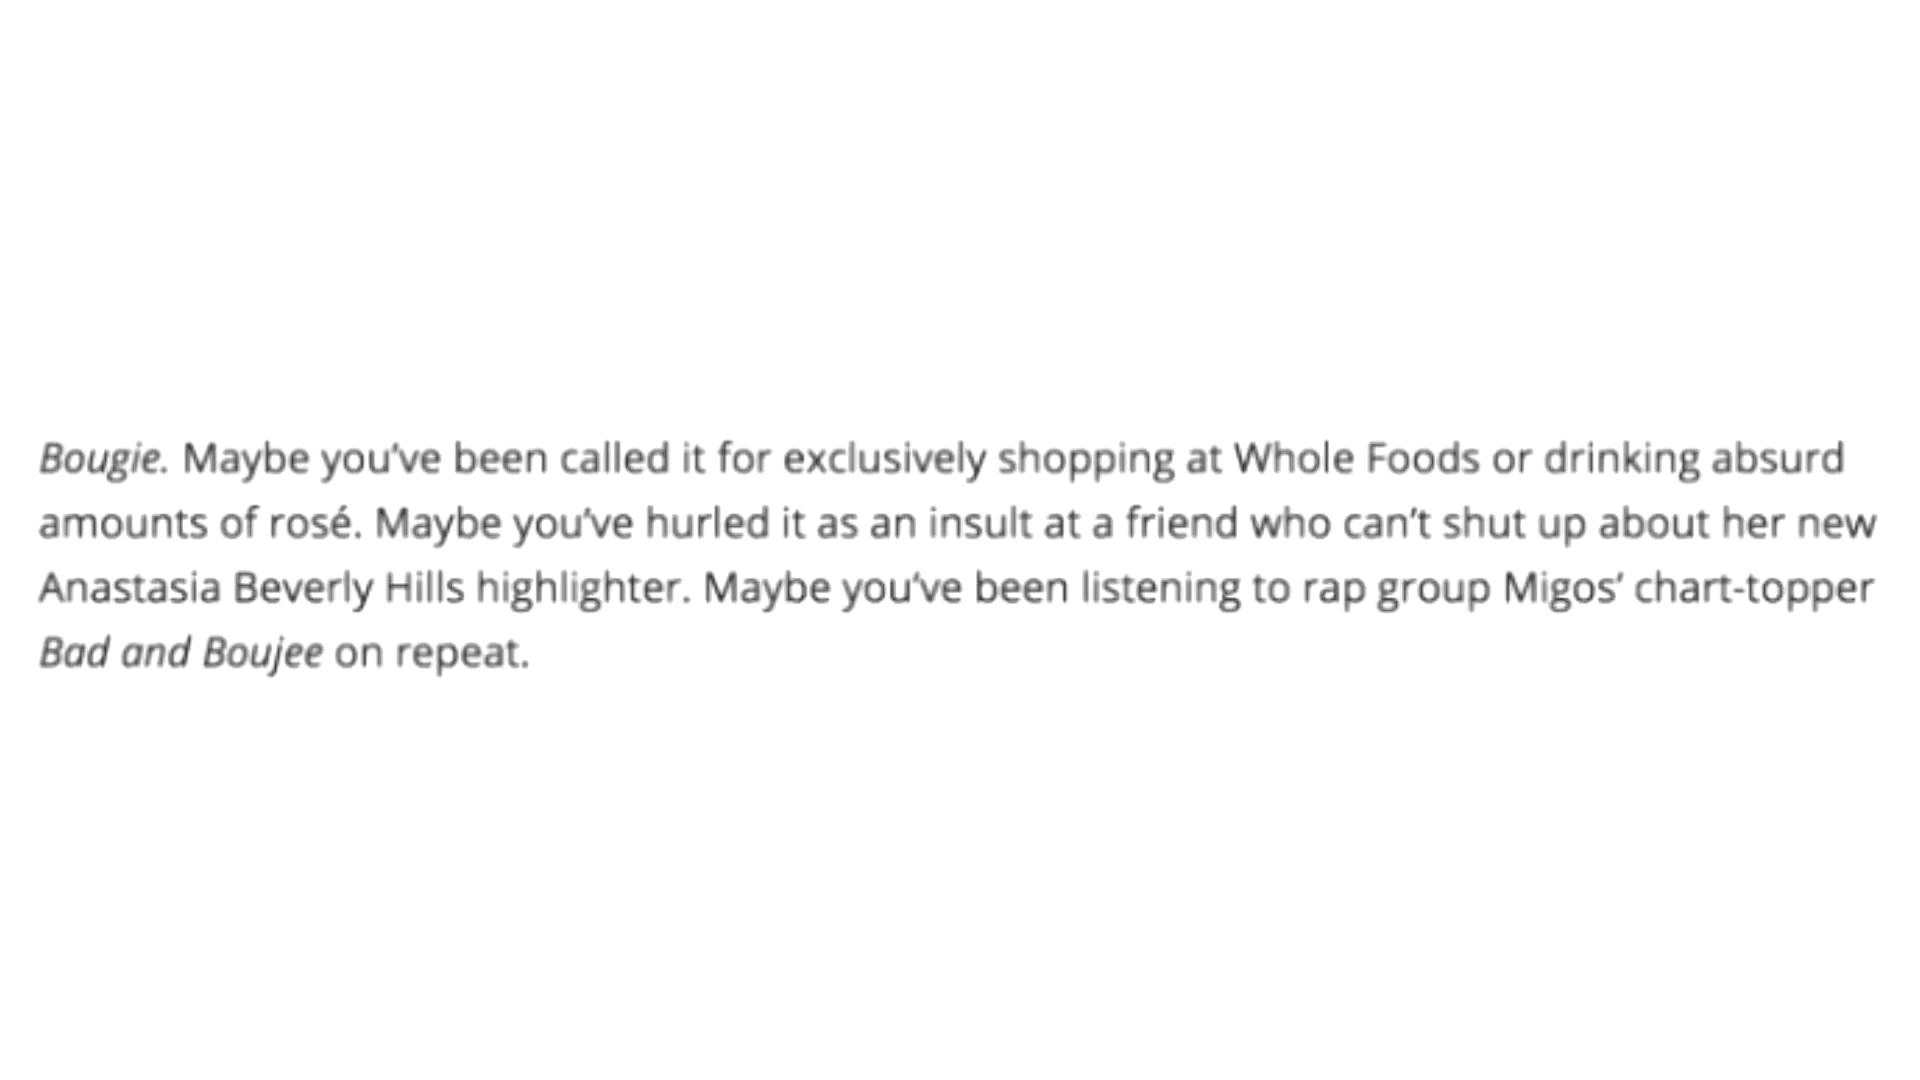 Bougie. Maybe you’ve been called it for exclusively shopping at Whole Foods or drinking absurd
amounts of rosé. Maybe you’ve hurled it as an insult at a friend who can’t shut up about her new
Anastasia Beverly Hills highlighter. Maybe you’ve been listening to rap group Migos’ chart-topper
Bad and Boujee on repeat.